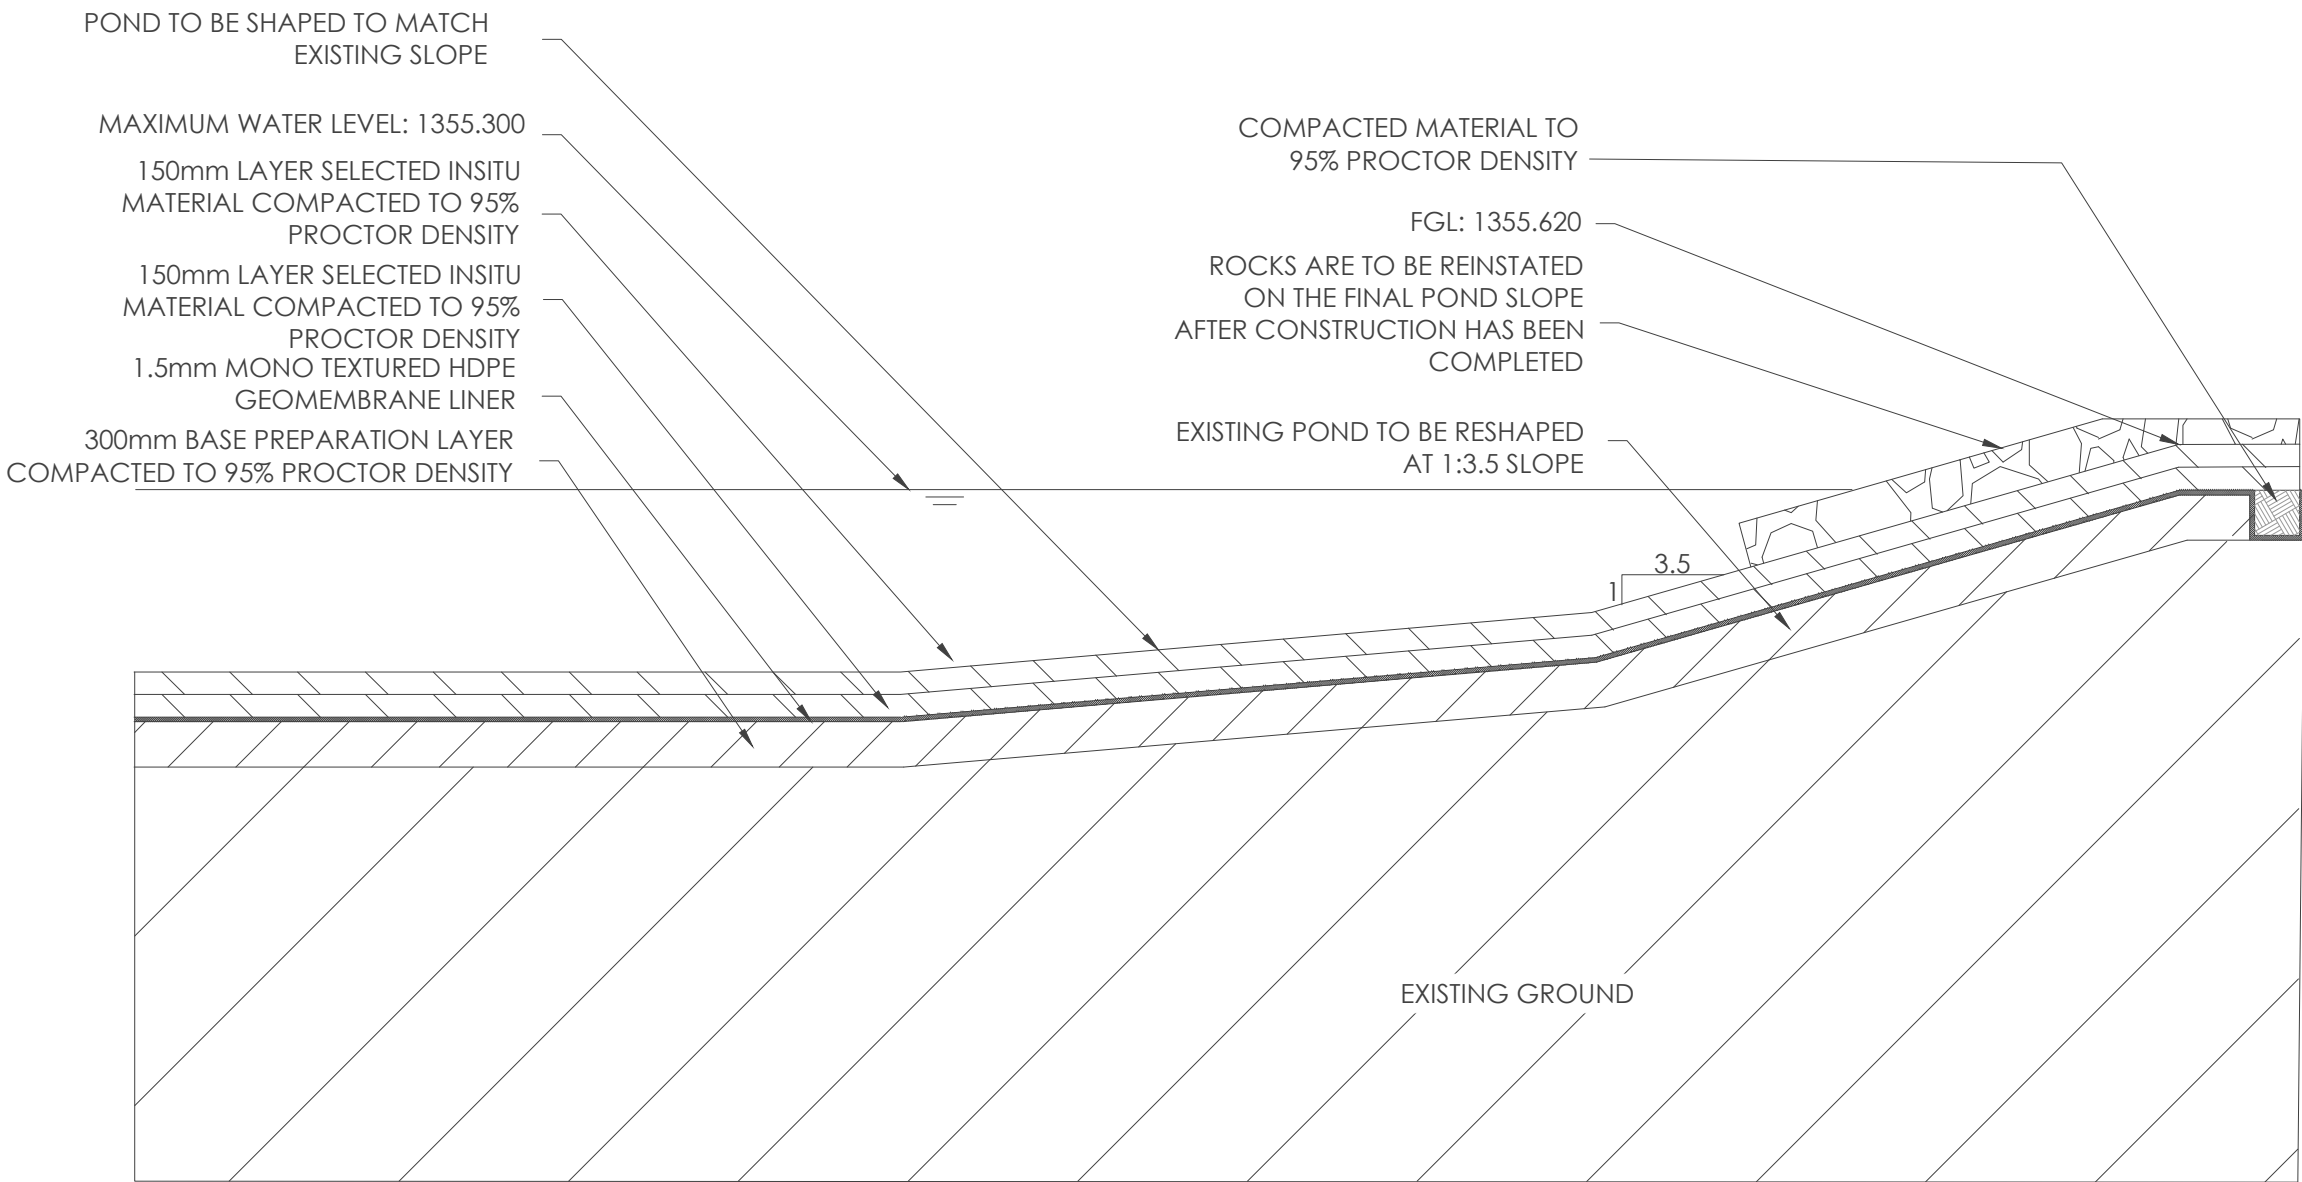 POND TO BE SHAPED TO MATCH
EXISTING SLOPE
MAXIMUM WATER LEVEL: 1355.300
150mm LAYER SELECTED INSITU
MATERIAL COMPACTED TO 95%
PROCTOR DENSITY
150mm LAYER SELECTED INSITU
MATERIAL COMPACTED TO 95%
PROCTOR DENSITY
1.5mm MONO TEXTURED HDPE
GEOMEMBRANE LINER
300mm BASE PREPARATION LAYER
COMPACTED TO 95% PROCTOR DENSITY
COMPACTED MATERIAL TO
95% PROCTOR DENSITY
FGL: 1355.620
ROCKS ARE TO BE REINSTATED
ON THE FINAL POND SLOPE
AFTER CONSTRUCTION HAS BEEN
COMPLETED
EXISTING POND TO BE RESHAPED
AT 1:3.5 SLOPE
3.5
1
EXISTING GROUND